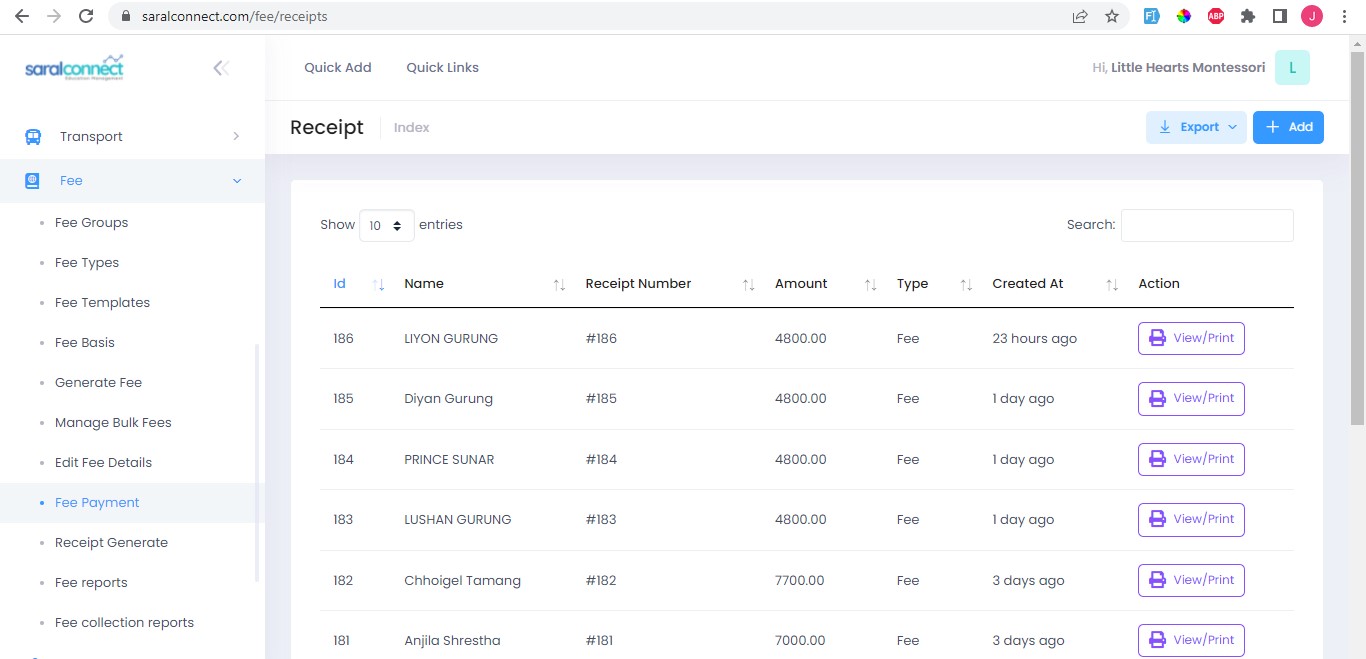 saralconnect.com/fee/receipts
ABP
J
saralconnect
Education Management
Quick Add
Quick Links
Hi, Little Hearts Montessori
L
Transport
Fee
Fee Groups
Fee Types
Fee Templates
Fee Basis
Generate Fee
Manage Bulk Fees
Edit Fee Details
Fee Payment
Receipt Generate
Fee reports
Fee collection reports
Receipt
Index
Export
Add
Show 10 entries
Search:
Id Name Receipt Number Amount Type Created At Action
186 LIYON GURUNG #186 4800.00 Fee 23 hours ago View/Print
185 Diyan Gurung #185 4800.00 Fee 1 day ago View/Print
184 PRINCE SUNAR #184 4800.00 Fee 1 day ago View/Print
183 LUSHAN GURUNG #183 4800.00 Fee 1 day ago View/Print
182 Chhoigel Tamang #182 7700.00 Fee 3 days ago View/Print
181 Anjila Shrestha #181 7000.00 Fee 3 days ago View/Print